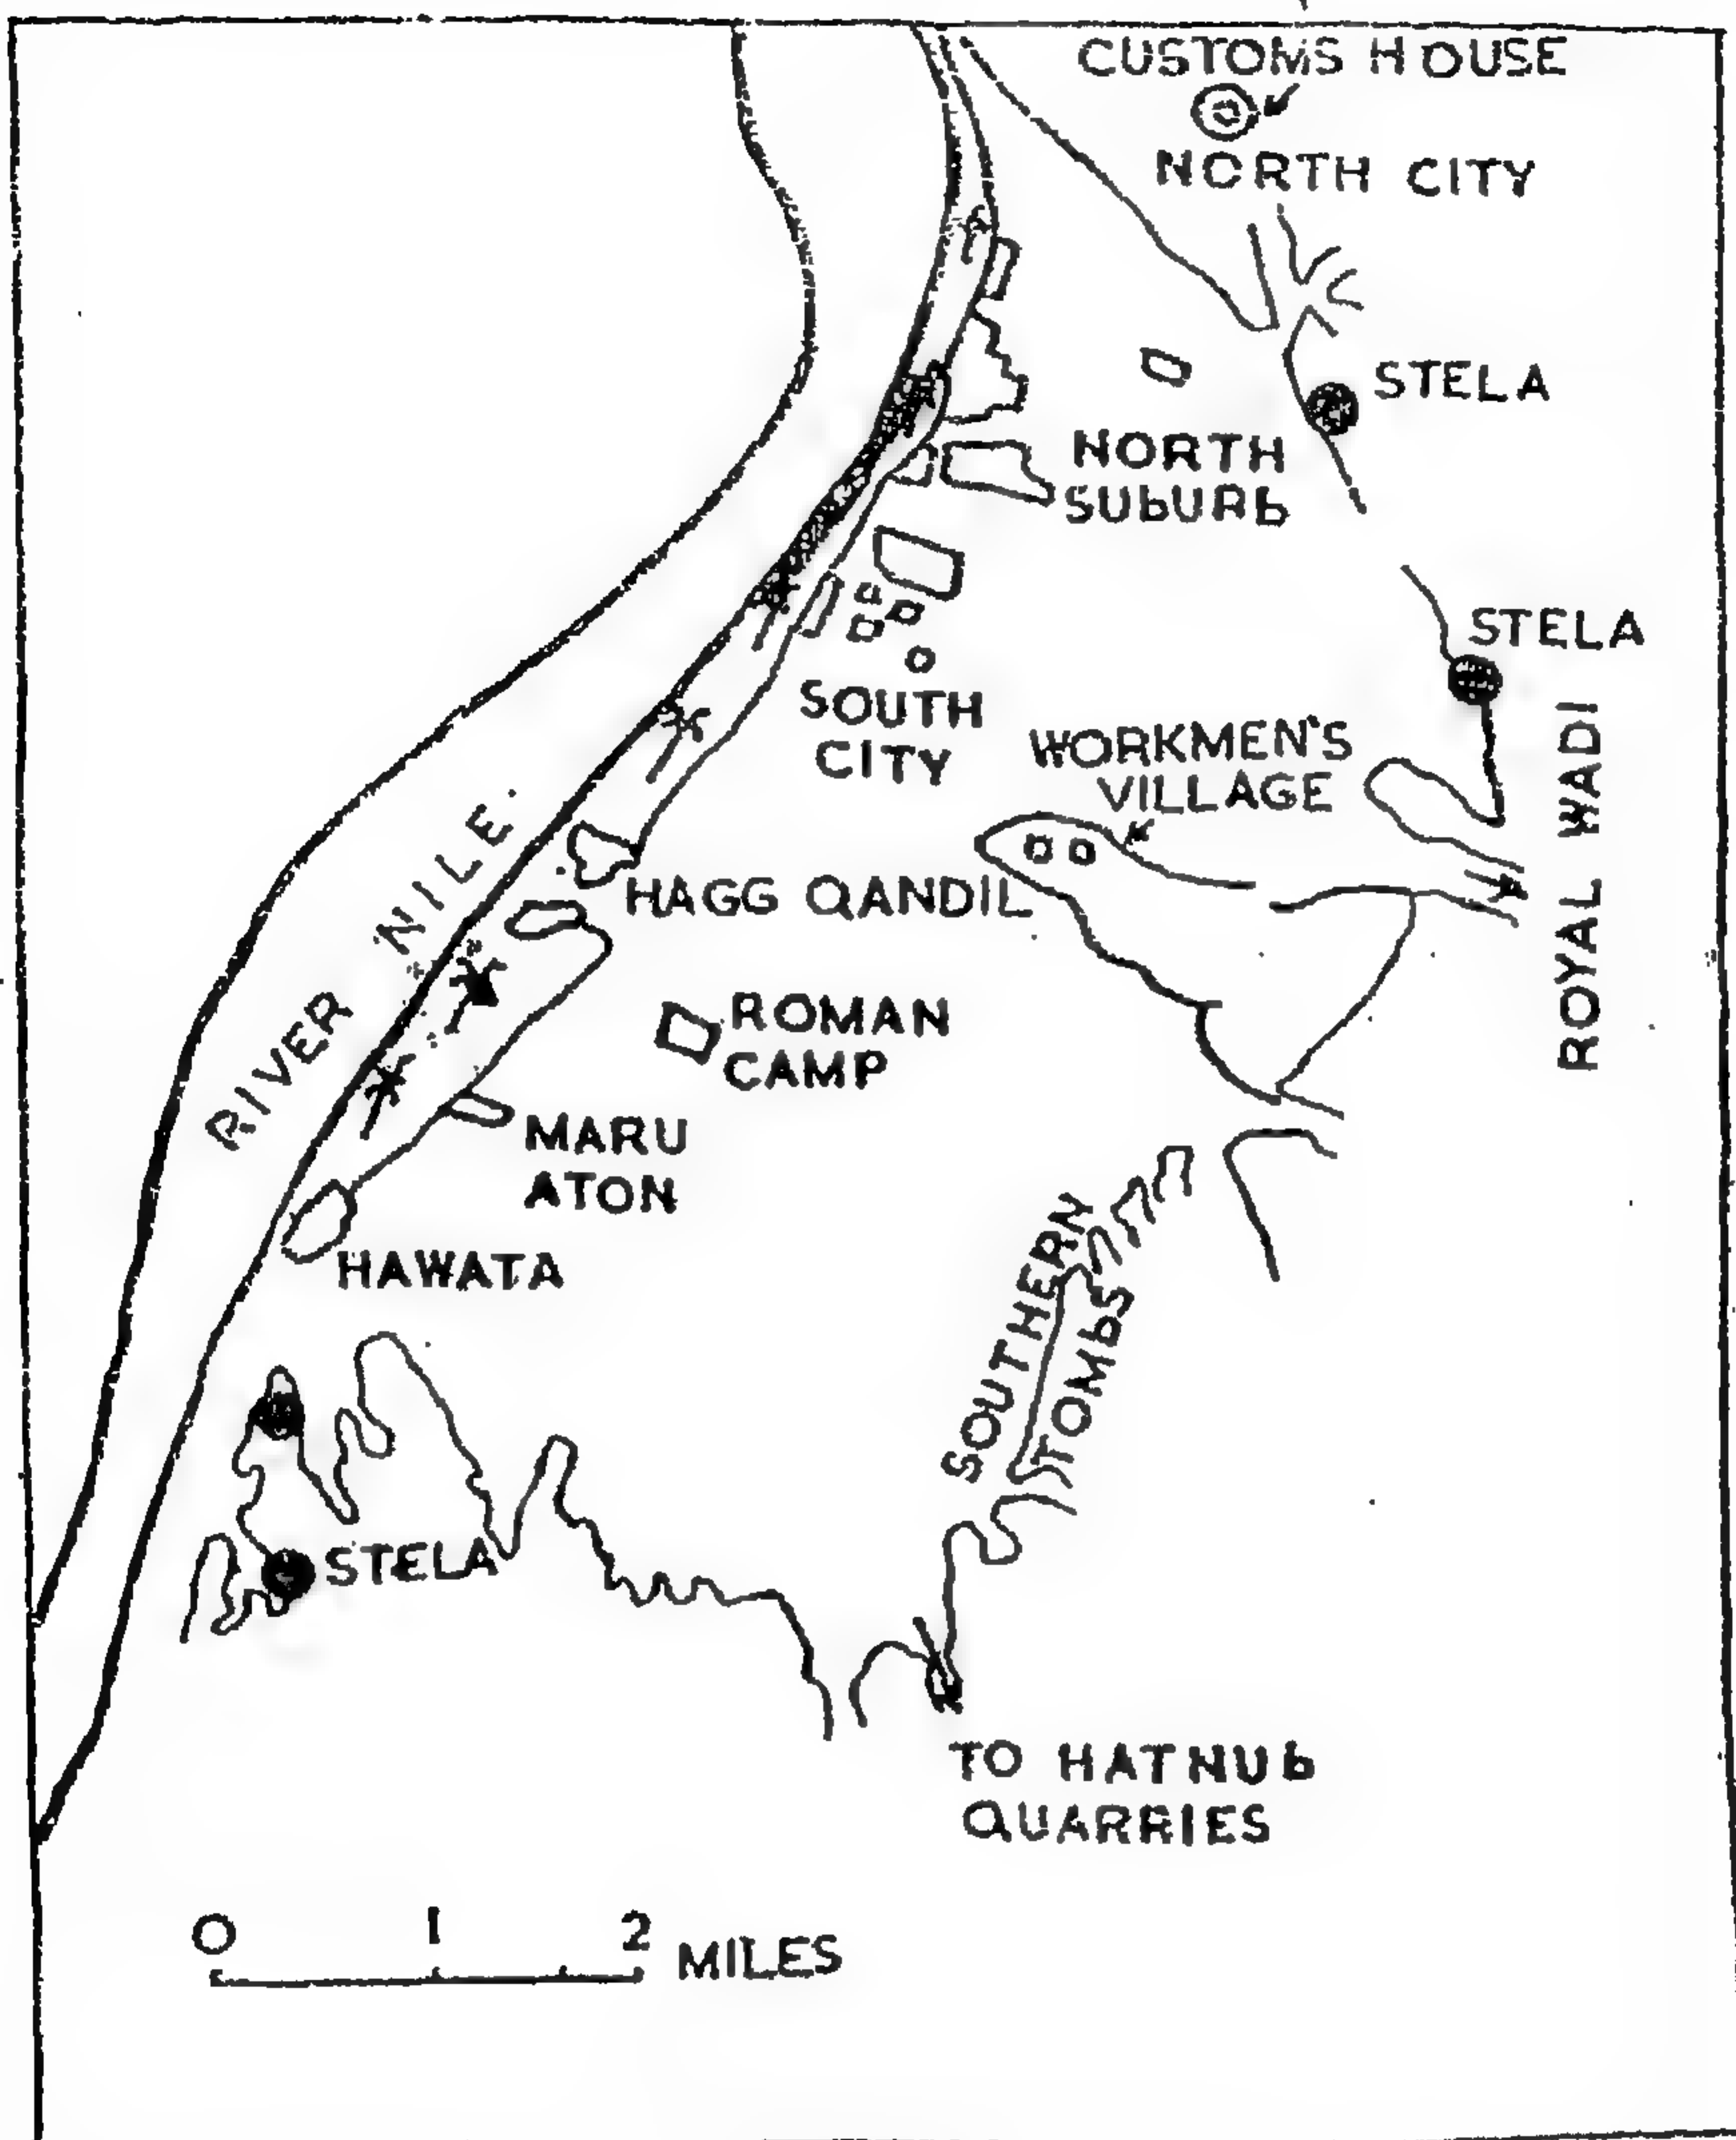 CUSTOMS HOUSE
NORTH CITY
STELA
NORTH
SUbURb
STELA
SOUTH
CITY
WORKMEN'S
VILLAGE
ROYAL WADI
RIVER NILE
HAGG QANDIL
ROMAN
CAMP
MARU
ATON
HAWATA
SOUTHERN
TOMbS
STELA
TO HATNUb
QUARRIES
0 1 2 MILES